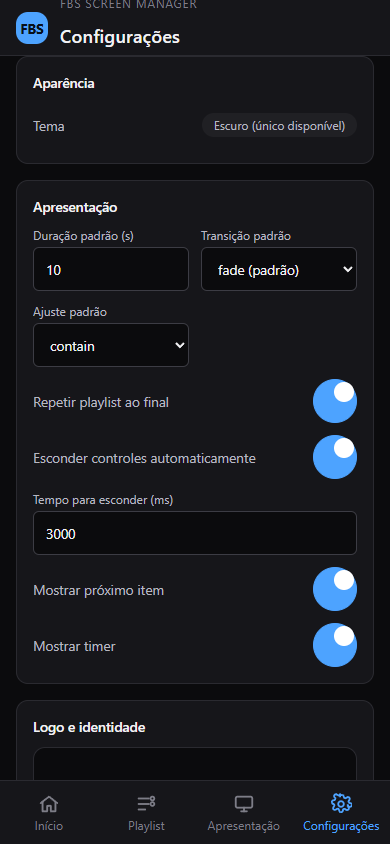 FBS SCREEN MANAGER
FBS
Configurações
Aparência
Tema
Escuro (único disponível)
Apresentação
Duração padrão (s)
Transição padrão
10
fade (padrão)
Ajuste padrão
contain
Repetir playlist ao final
Esconder controles automaticamente
Tempo para esconder (ms)
3000
Mostrar próximo item
Mostrar timer
Logo e identidade
Início
Playlist
Apresentação
Configurações